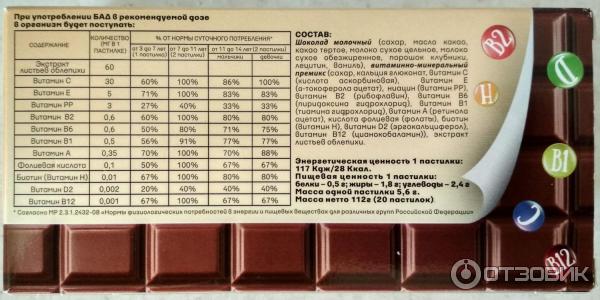 При употреблении БАД в рекомендуемой дозе
в организм будет поступать:
СОДЕРЖАНИЕ КОЛИЧЕСТВО (МГ В 1 ПАСТИЛКЕ) % ОТ НОРМЫ СУТОЧНОГО ПОТРЕБЛЕНИЯ*
от 3 до 7 лет (1 пастилка) от 7 до 11 лет (2 пастилки) от 11 до 14 лет (2 пастилки)
мальчики девочки
Экстракт листьев облепихи 60
Витамин С 30 60% 100% 86% 100%
Витамин Е 5 71% 100% 83% 83%
Витамин РР 3 27% 40% 33% 33%
Витамин В2 0,6 60% 100% 80% 80%
Витамин В6 0,6 50% 80% 71% 75%
Витамин В1 0,5 56% 91% 77% 77%
Витамин А 0,35 70% 100% 70% 88%
Фолиевая кислота 0,1 50% 100% 67% 67%
Биотин (Витамин Н) 0,01 67% 100% 80% 80%
Витамин D2 0,002 20% 40% 40% 40%
Витамин В12 0,001 67% 100% 67% 67%
* Согласно МР 2.3.1.2432-08 «Нормы физиологических потребностей в энергии и пищевых веществах для различных групп Российской Федерации»
СОСТАВ:
Шоколад молочный (сахар, масло какао,
какао тертое, молоко сухое цельное, молоко
сухое обезжиренное, порошок клубники,
лецитин, ванилин), витаминно-минеральный
премикс (сахар, кальция глюконат, витамин С
(кислота аскорбиновая), витамин Е
(а-токоферола ацетат), ниацин (витамин РР),
витамин В2 (рибофлавин), витамин В6
(пиридоксина гидрохлорид), витамин В1
(тиамина гидрохлорид), витамин А (ретинола
ацетат), кислота фолиевая (фолаты), биотин
(витамин Н), витамин D2 (эргокальциферол),
витамин В12 (цианокобаламин)), экстракт
листьев облепихи.
Энергетическая ценность 1 пастилки:
117 Кдж/28 Ккал.
Пищевая ценность 1 пастилки:
белки – 0,5 г; жиры – 1,8 г; углеводы – 2,4 г
Масса одной пастилки 5,6 г.
Масса нетто 112г (20 пастилок)
B2
D
H
B1
C
B12
ОТЗОВИК